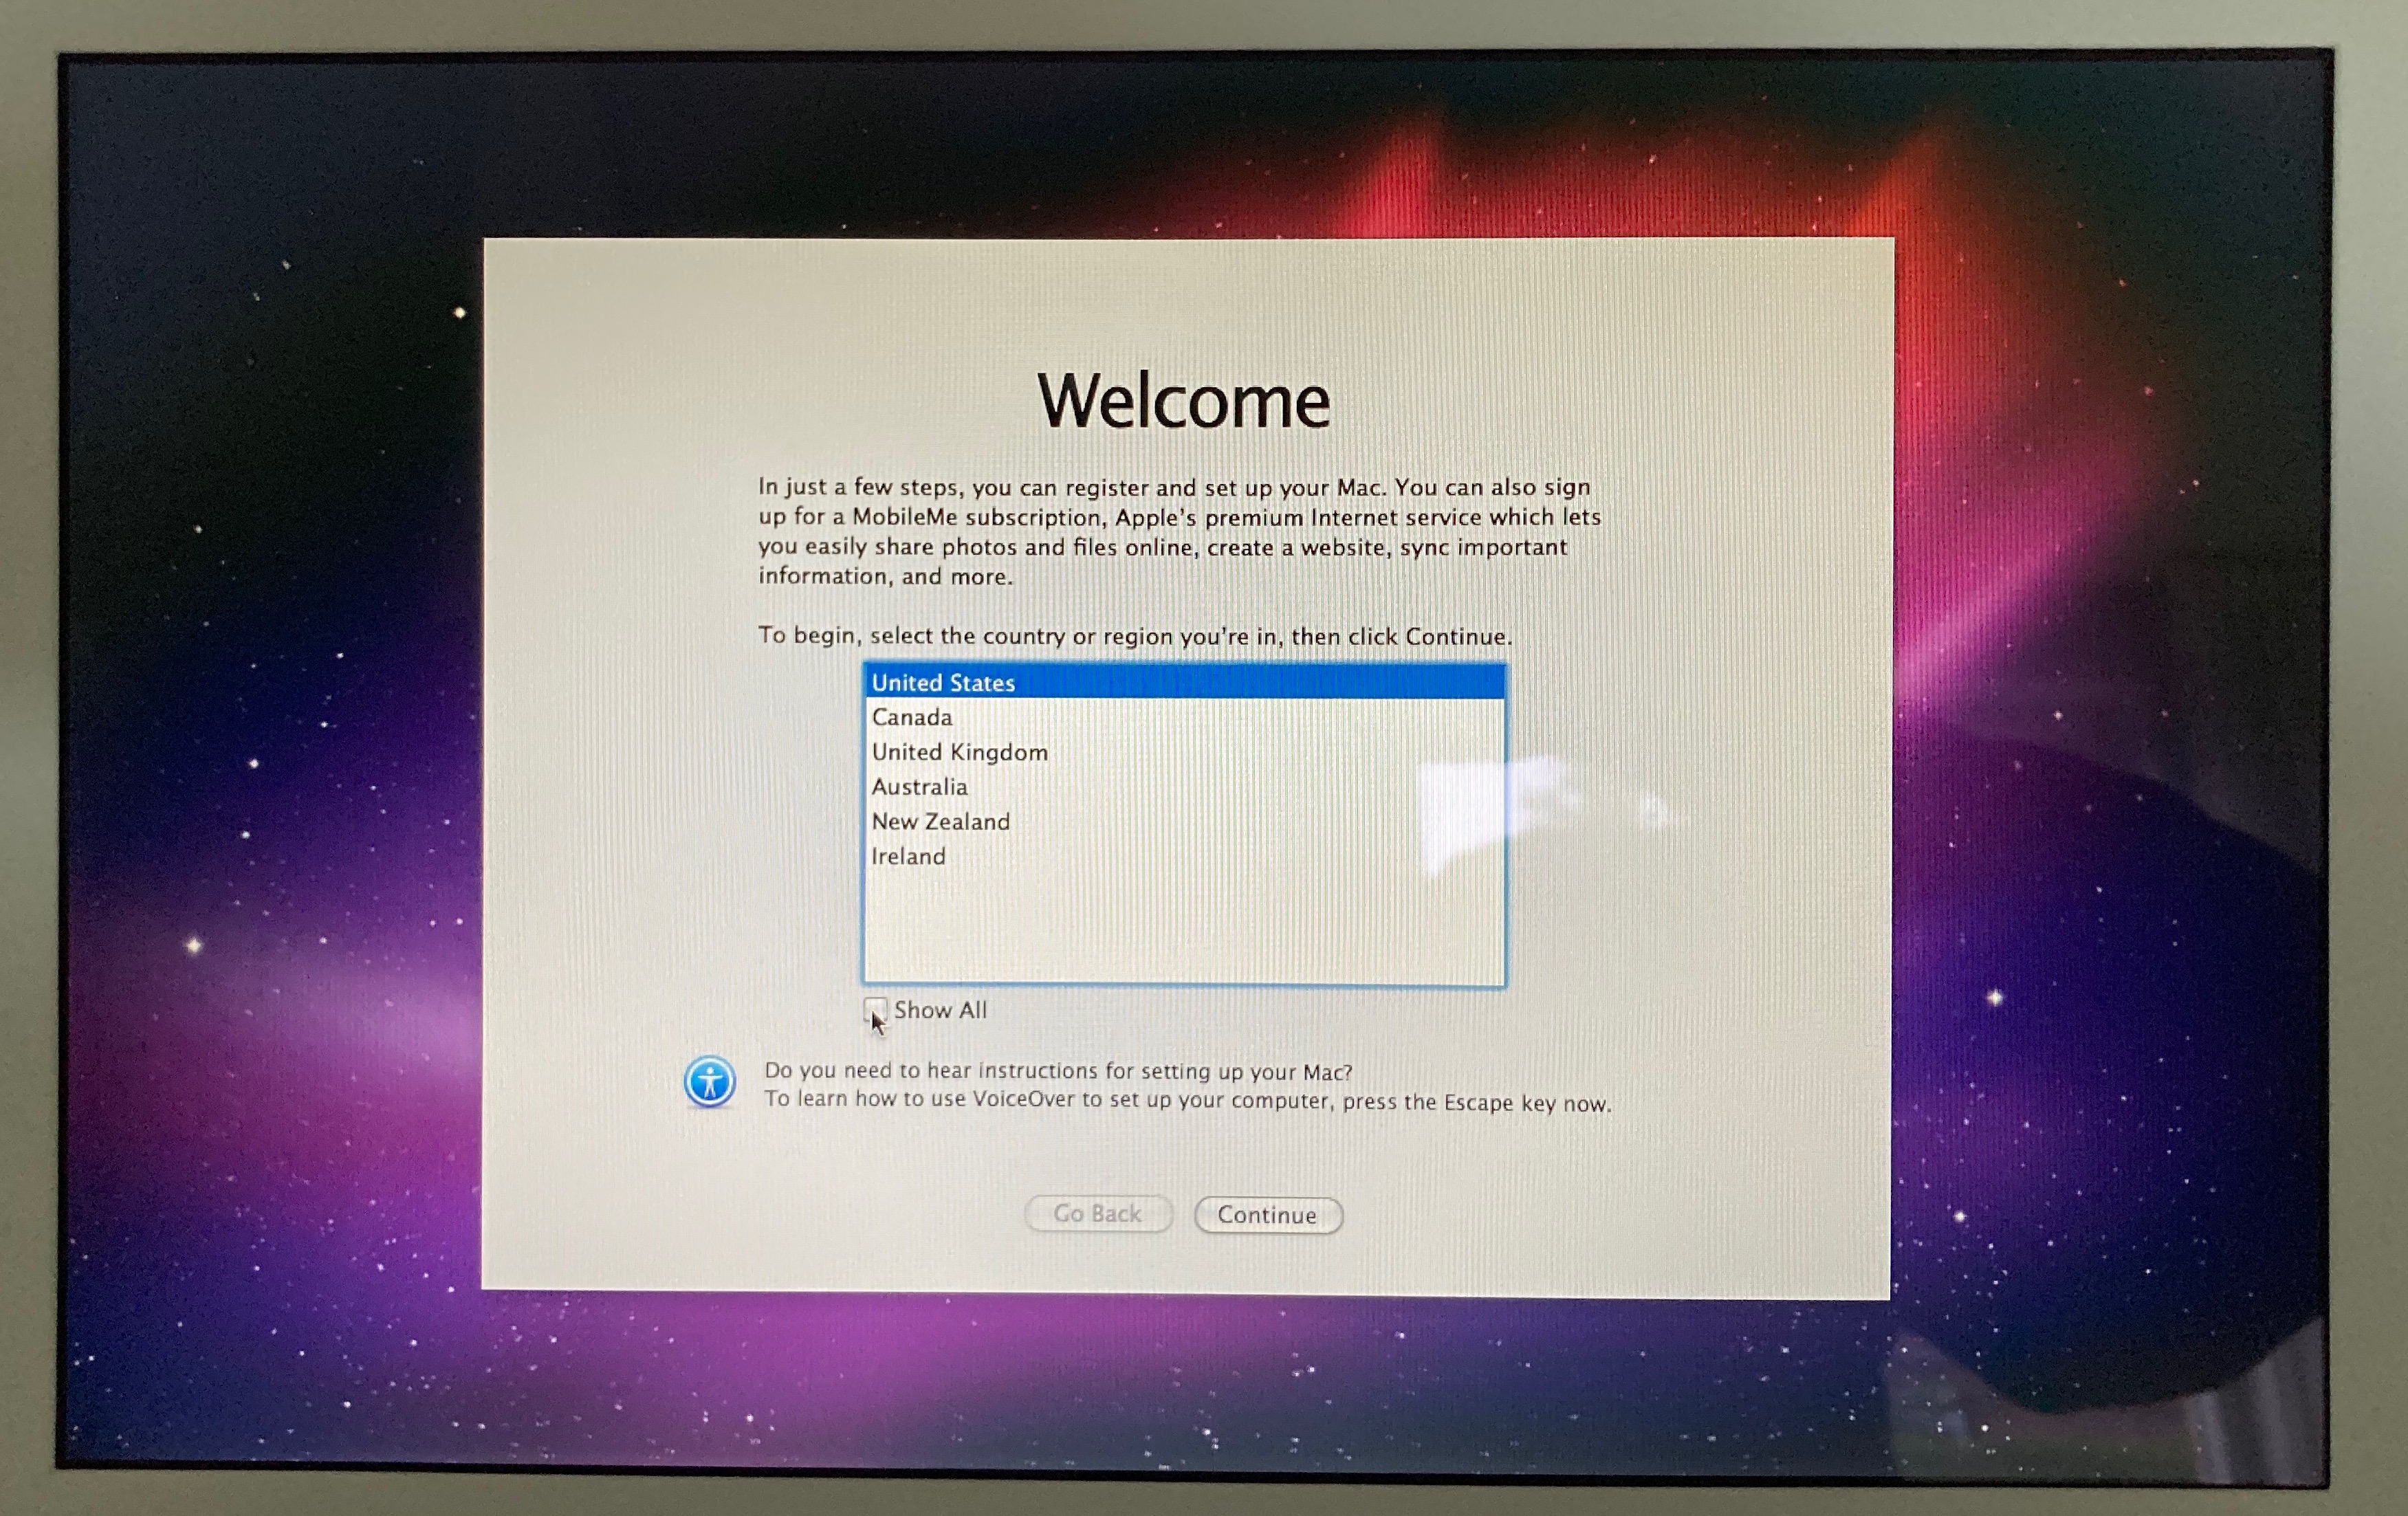 Welcome
In just a few steps, you can register and set up your Mac. You can also sign
up for a MobileMe subscription, Apple's premium Internet service which lets
you easily share photos and files online, create a website, sync important
information, and more.
To begin, select the country or region you're in, then click Continue.
United States
Canada
United Kingdom
Australia
New Zealand
Ireland
Show All
Do you need to hear instructions for setting up your Mac?
To learn how to use VoiceOver to set up your computer, press the Escape key now.
Go Back
Continue